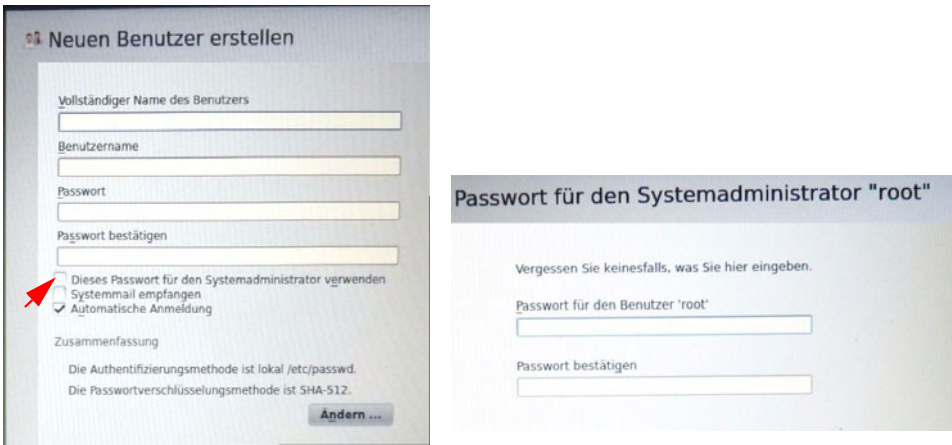 Neuen Benutzer erstellen
Vollständiger Name des Benutzers
Benutzername
Passwort
Passwort bestätigen
Dieses Passwort für den Systemadministrator verwenden
Systemmail empfangen
Automatische Anmeldung
Zusammenfassung
Die Authentifizierungsmethode ist lokal /etc/passwd.
Die Passwortverschlüsselungsmethode ist SHA-512.
Ändern ...
Passwort für den Systemadministrator "root"
Vergessen Sie keinesfalls, was Sie hier eingeben.
Passwort für den Benutzer 'root'
Passwort bestätigen